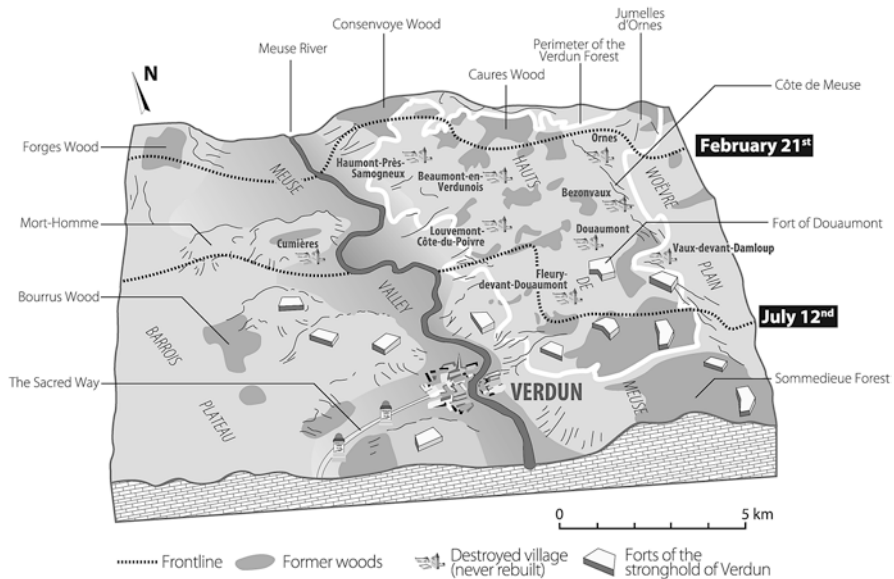 Consenvoye Wood
Jumelles
d'Ornes
Meuse River
Perimeter of the
Verdun Forest
Caures Wood
Côte de Meuse
N
Forges Wood
February 21st
Ornes
MEUSE
Haumont-Près-
Samogneux
HAUTS
Beaumont-en-
Verdunois
WOËVRE
Bezonvaux
Mort-Homme
Cumières
Louvemont-
Côte-du-Poivre
Douaumont
Fort of Douaumont
Vaux-devant-Damloup
Fleury-
devant-Douaumont
DE
PLAIN
VALLEY
Bourrus Wood
July 12nd
BARROIS
The Sacred Way
VERDUN
MEUSE
Sommedieue Forest
PLATEAU
0 5 km
Frontline
Former woods
Destroyed village
(never rebuilt)
Forts of the
stronghold of Verdun